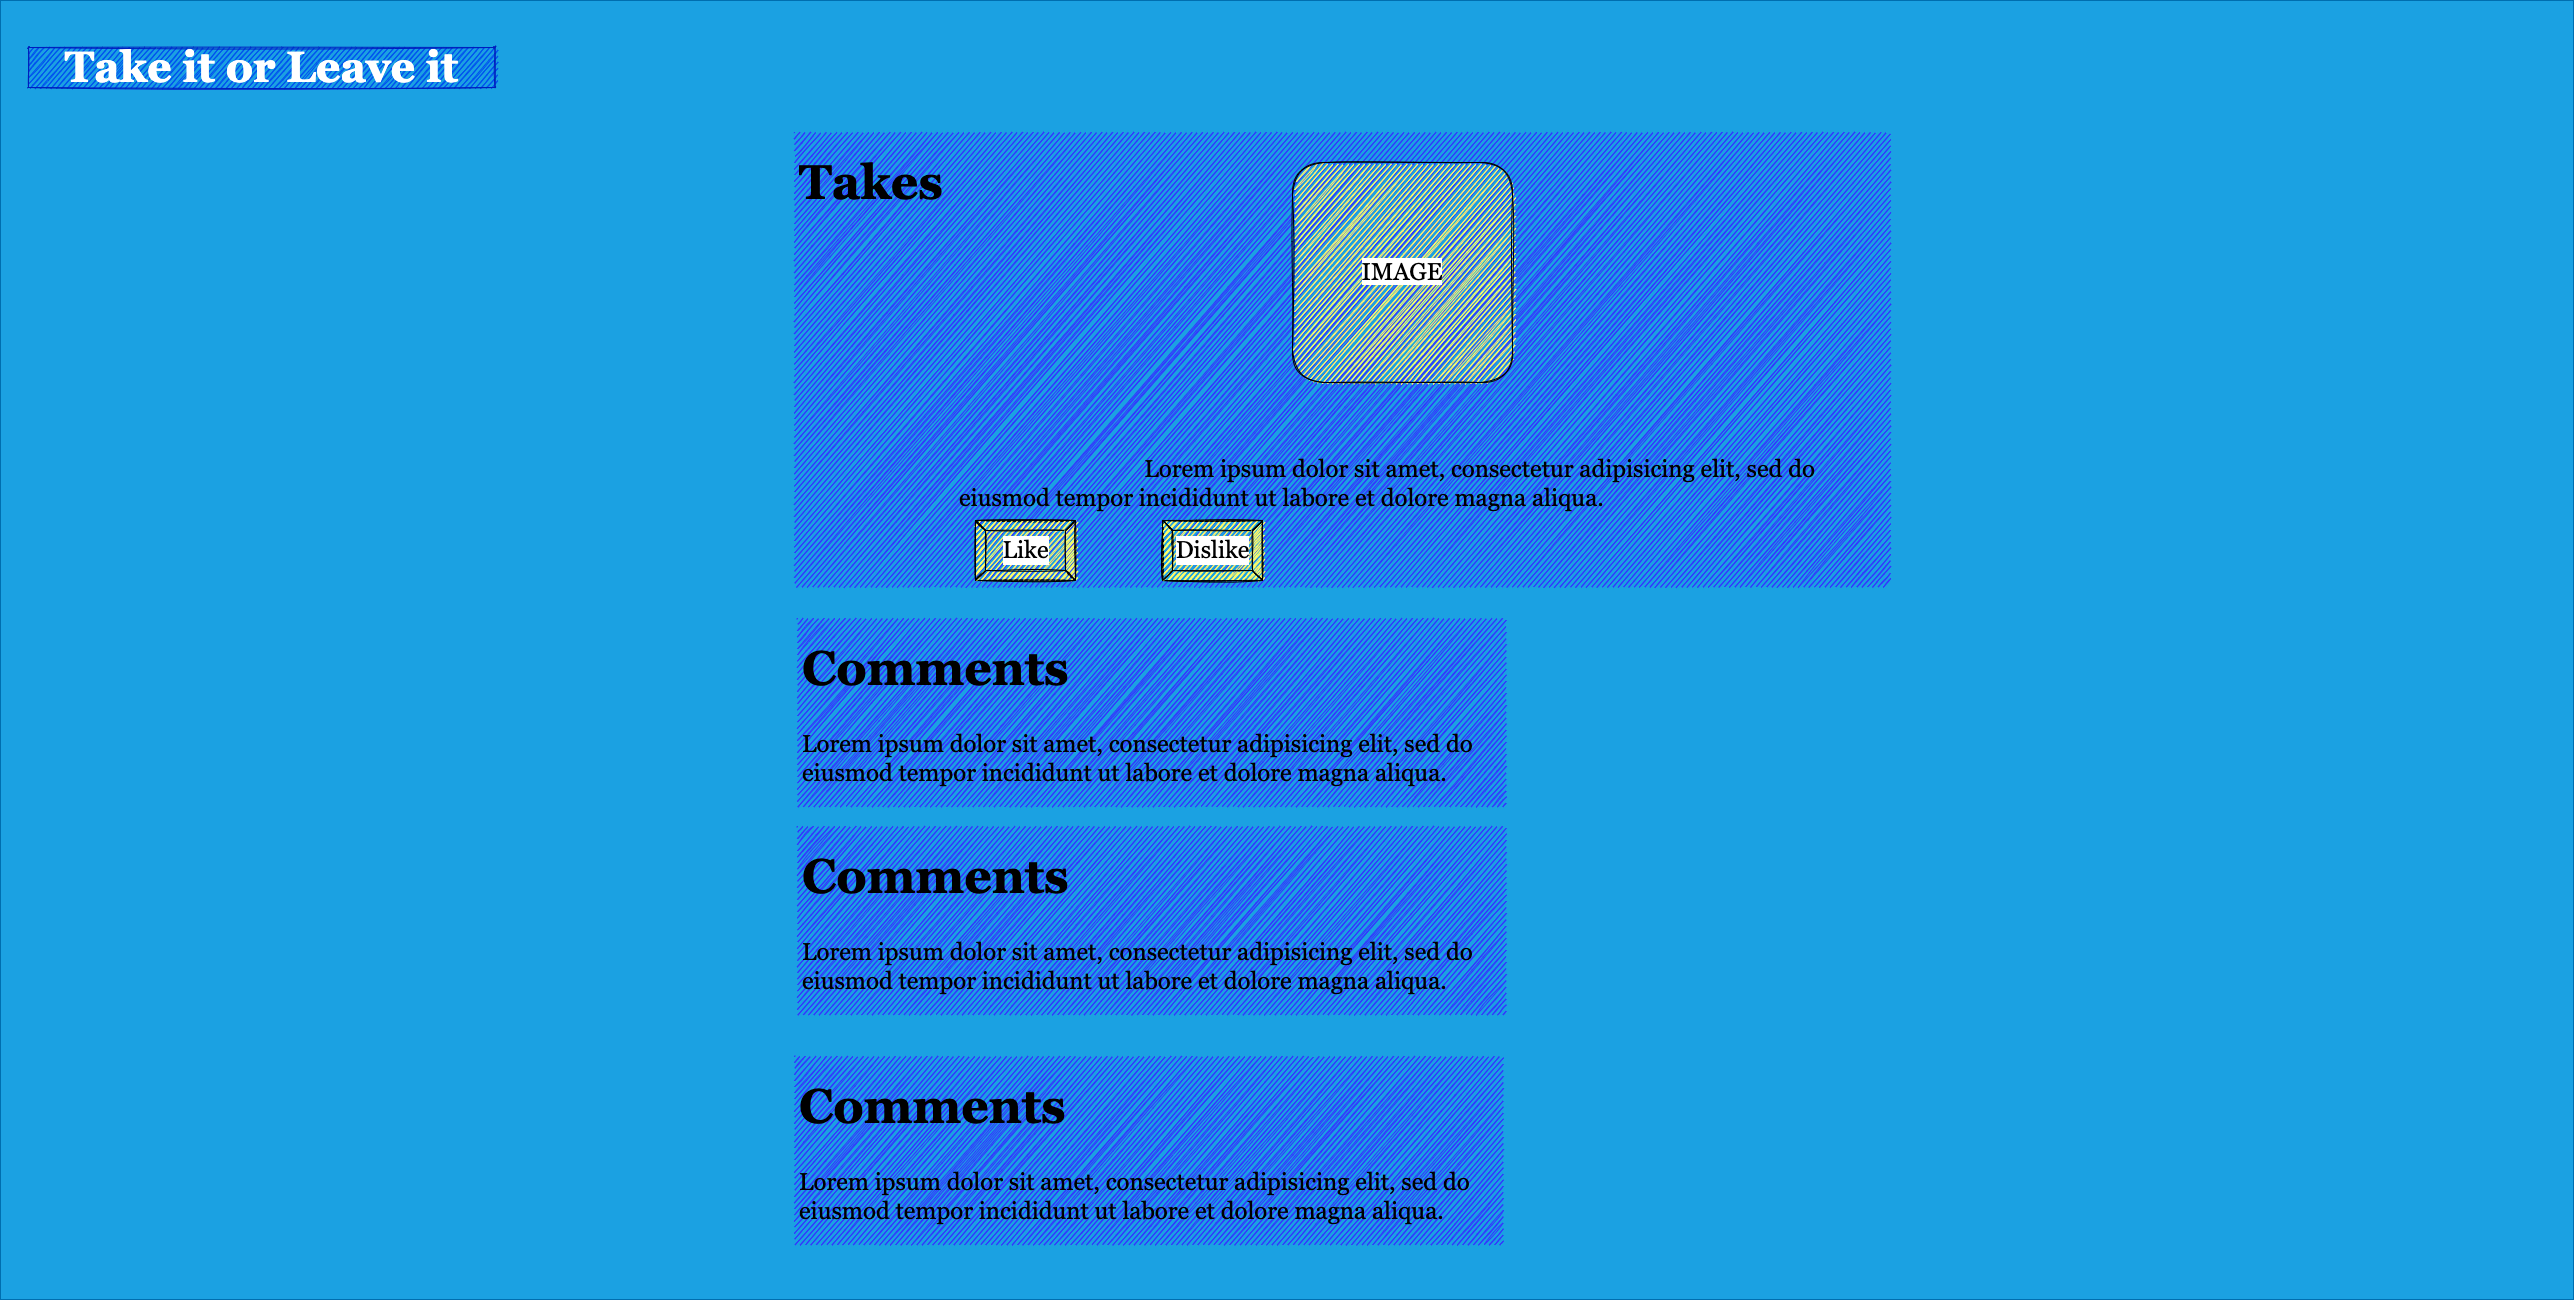 Take it or Leave it
Takes
IMAGE
Lorem ipsum dolor sit amet, consectetur adipisicing elit, sed do
eiusmod tempor incididunt ut labore et dolore magna aliqua.
Like
Dislike
Comments
Lorem ipsum dolor sit amet, consectetur adipisicing elit, sed do
eiusmod tempor incididunt ut labore et dolore magna aliqua.
Comments
Lorem ipsum dolor sit amet, consectetur adipisicing elit, sed do
eiusmod tempor incididunt ut labore et dolore magna aliqua.
Comments
Lorem ipsum dolor sit amet, consectetur adipisicing elit, sed do
eiusmod tempor incididunt ut labore et dolore magna aliqua.